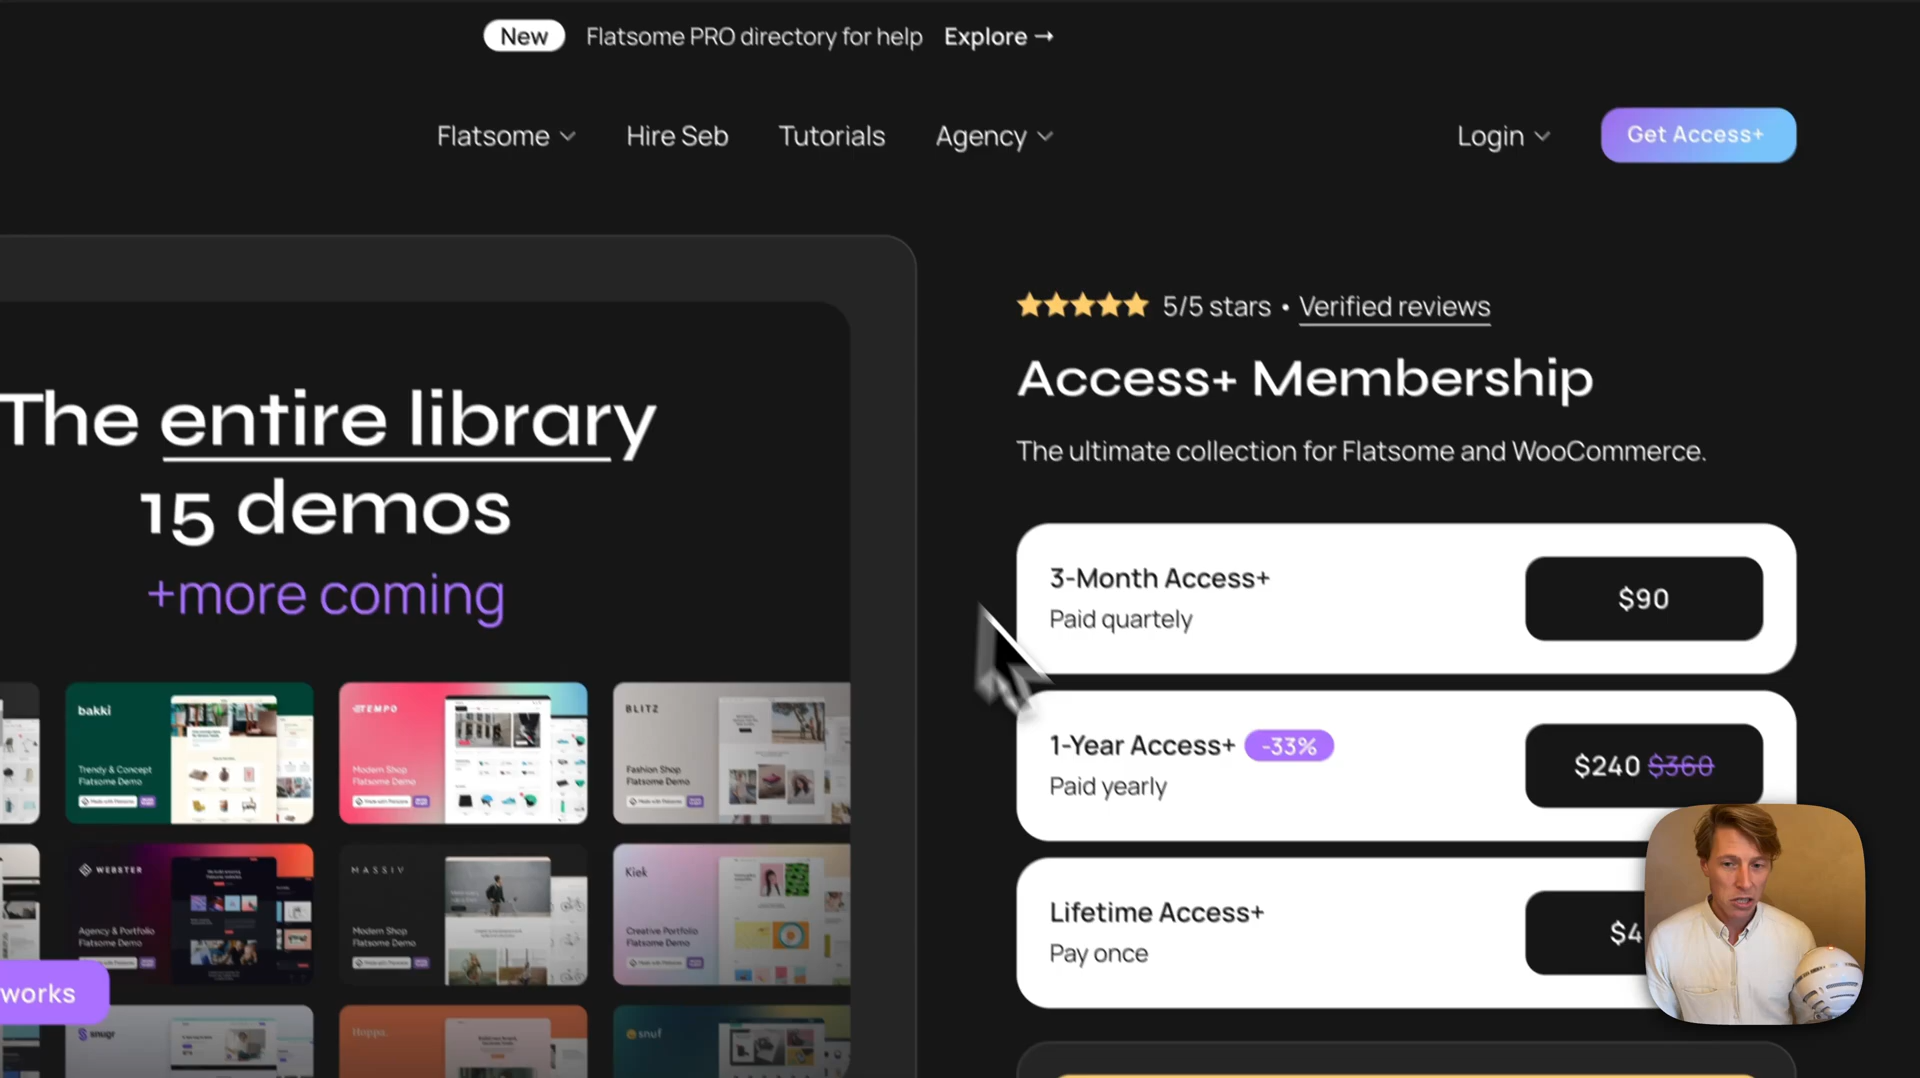 New Flatsome PRO directory for help Explore →
Flatsome Hire Seb Tutorials Agency Login Get Access+
5/5 stars • Verified reviews
Access+ Membership
The ultimate collection for Flatsome and WooCommerce.
The entire library
15 demos
+more coming
3-Month Access+
Paid quartely
$90
1-Year Access+ -33%
Paid yearly
$240 $360
Lifetime Access+
Pay once
$4
bakki
Trendy & Concept
Flatsome Demo
TEMPO
Modern Shop
Flatsome Demo
BLITZ
Fashion Shop
Flatsome Demo
WEBSTER
Agency & Portfolio
Flatsome Demo
MASSIV
Modern Shop
Flatsome Demo
Kiek
Creative Portfolio
Flatsome Demo
works
snugr
Hoppa.
snuf